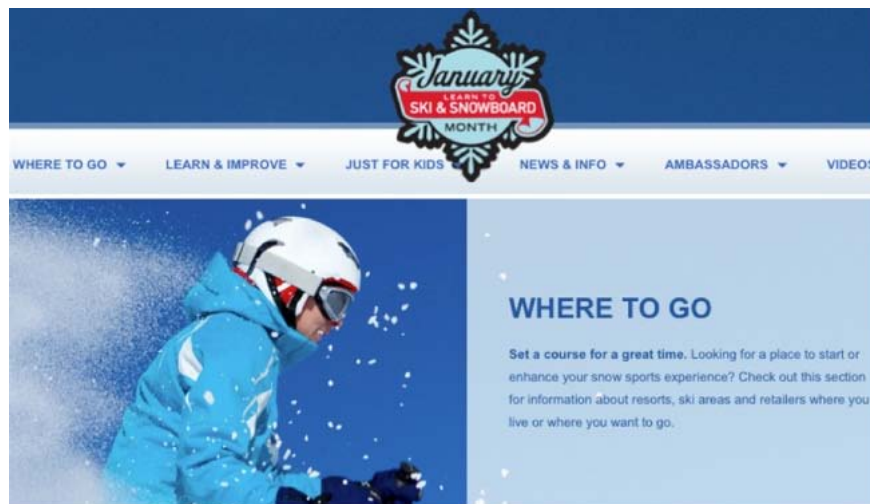 January
LEARN TO
SKI & SNOWBOARD
MONTH
WHERE TO GO LEARN & IMPROVE JUST FOR KIDS NEWS & INFO AMBASSADORS VIDEOS
WHERE TO GO
Set a course for a great time. Looking for a place to start or
enhance your snow sports experience? Check out this section
for information about resorts, ski areas and retailers where you
live or where you want to go.